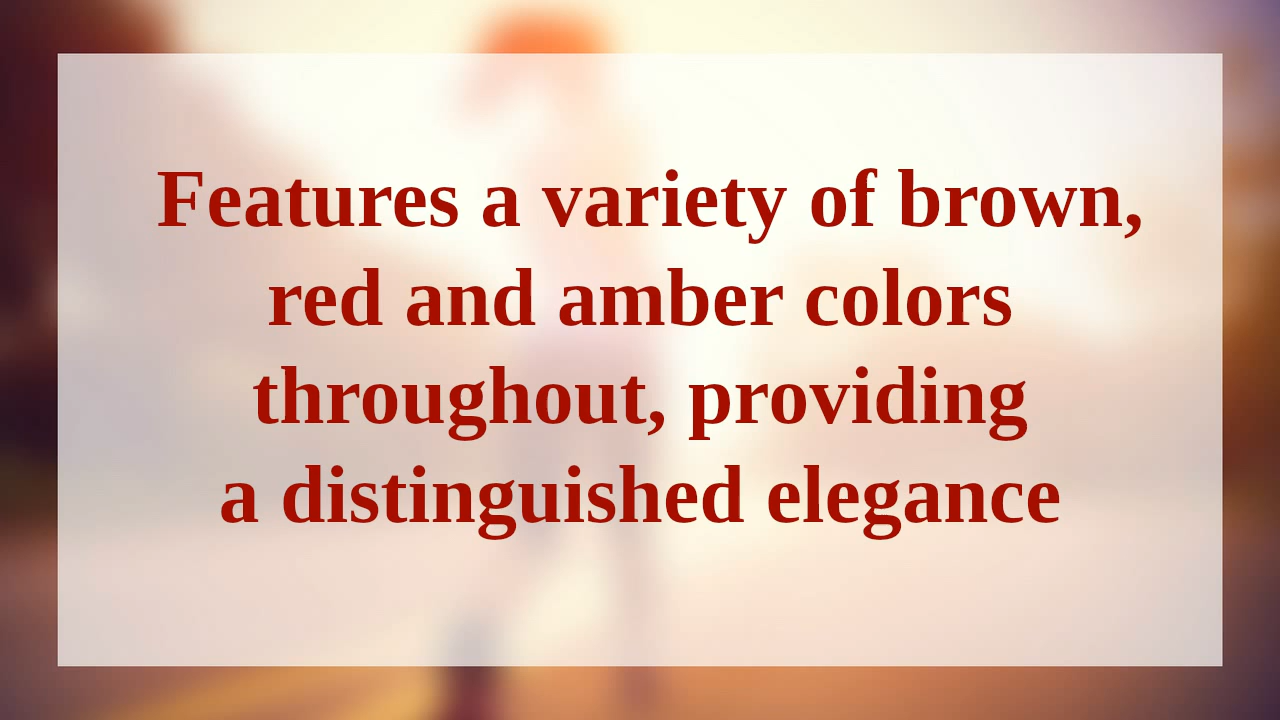 Features a variety of brown,
red and amber colors
throughout, providing
a distinguished elegance